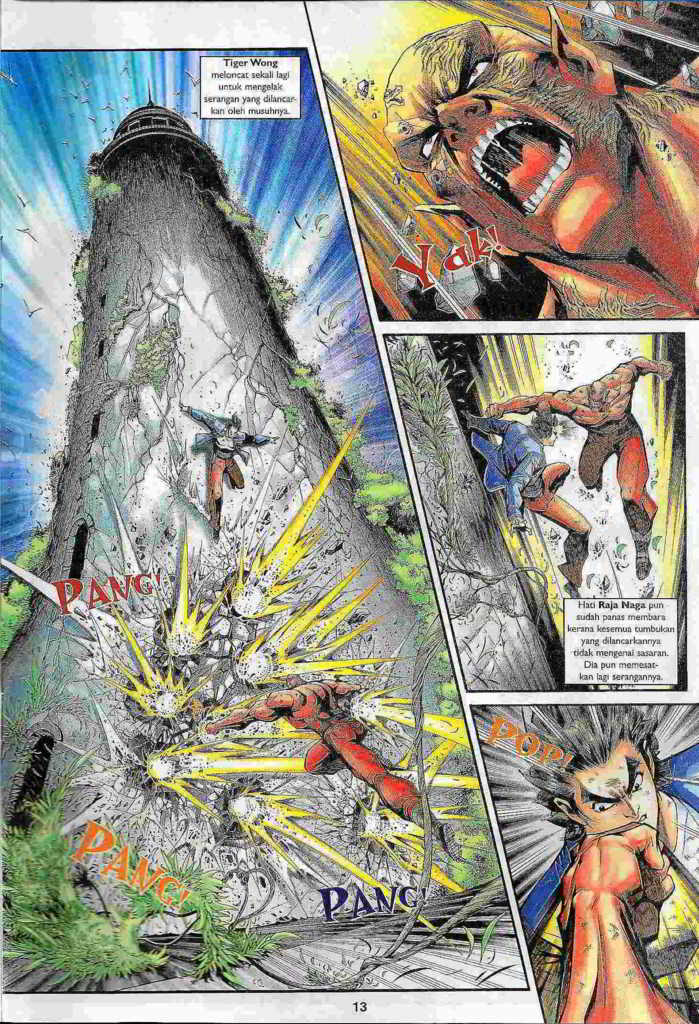 Tiger Wong
meloncat sekali lagi
untuk mengelak
serangan yang dilancar-
kan oleh musuhnya.
PANG!
PANG!
PANG!
Yak!
Hati Raja Naga pun
sudah panas membara
kerana kesemua tumbukan
yang dilancarkannya
tidak mengenai sasaran.
Dia pun memesat-
kan lagi serangannya.
POP!
13